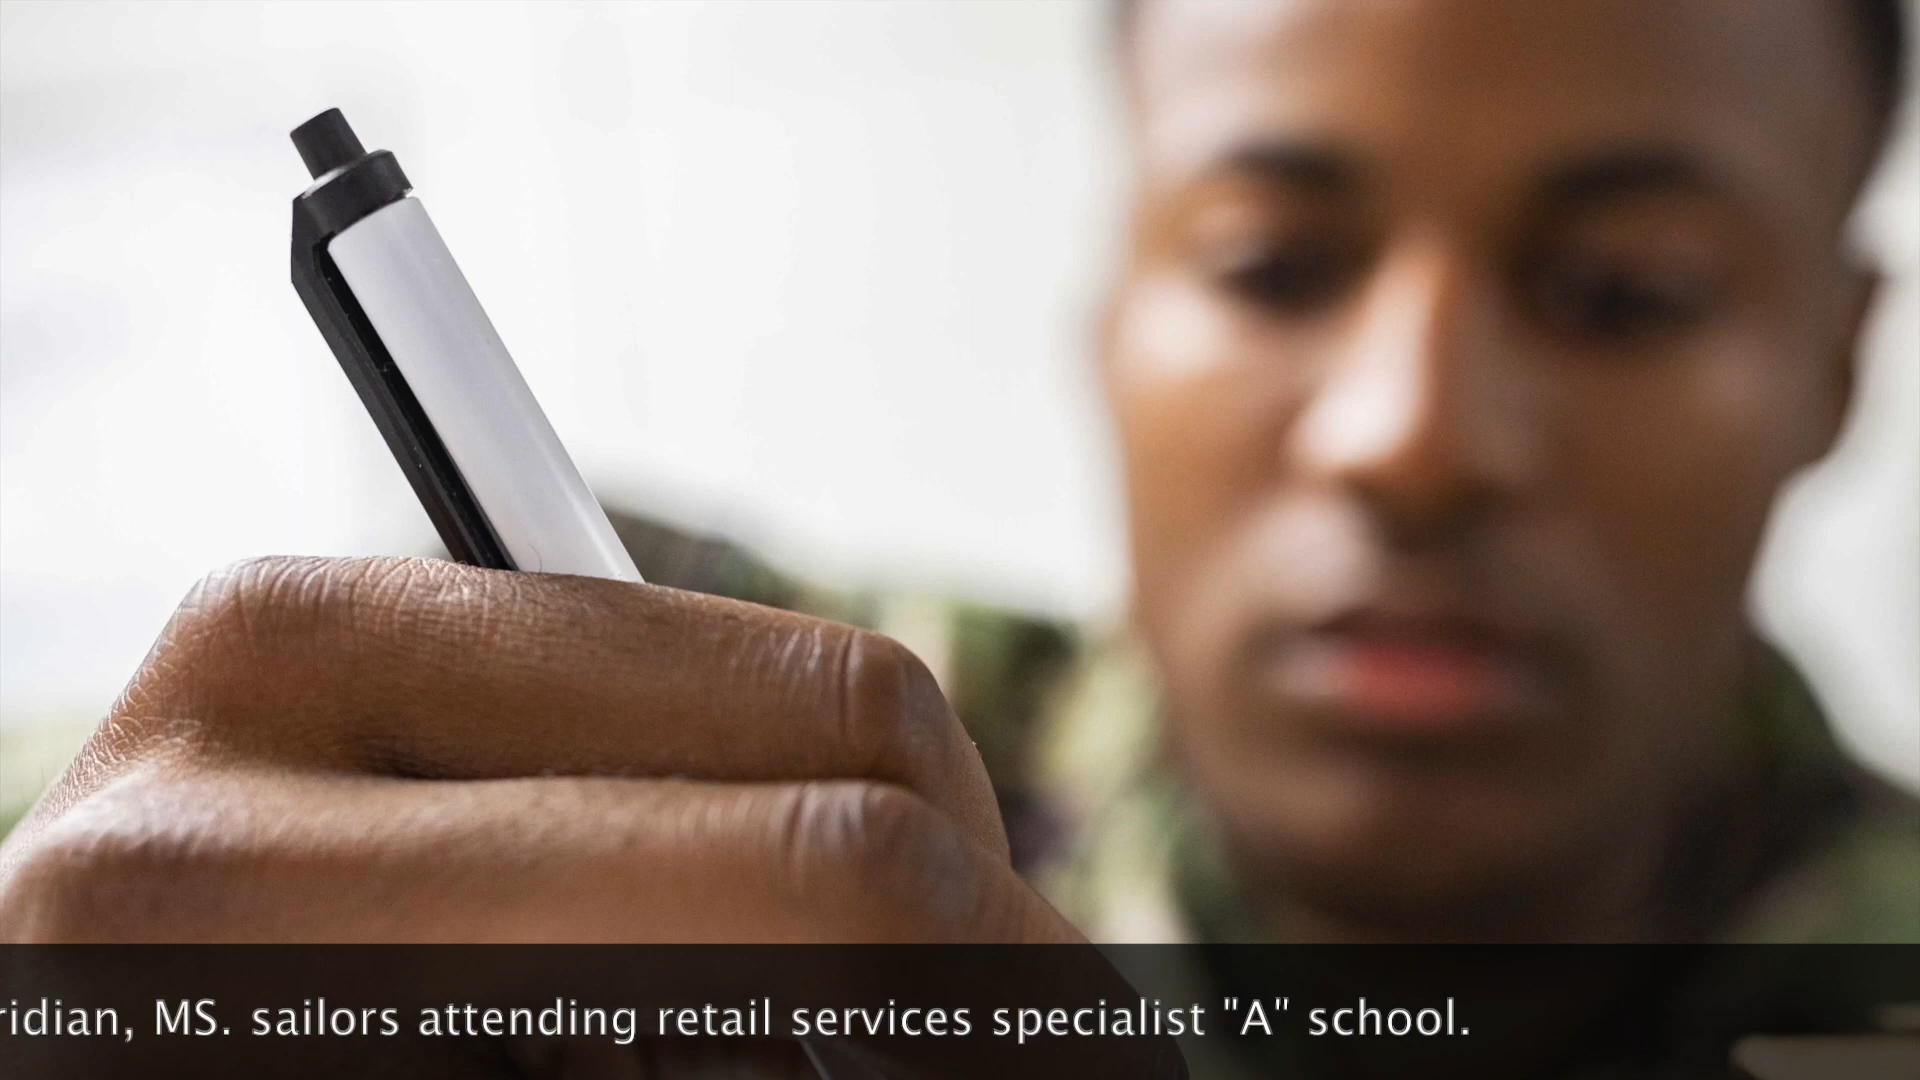 ridian, MS. sailors attending retail services specialist "A" school.